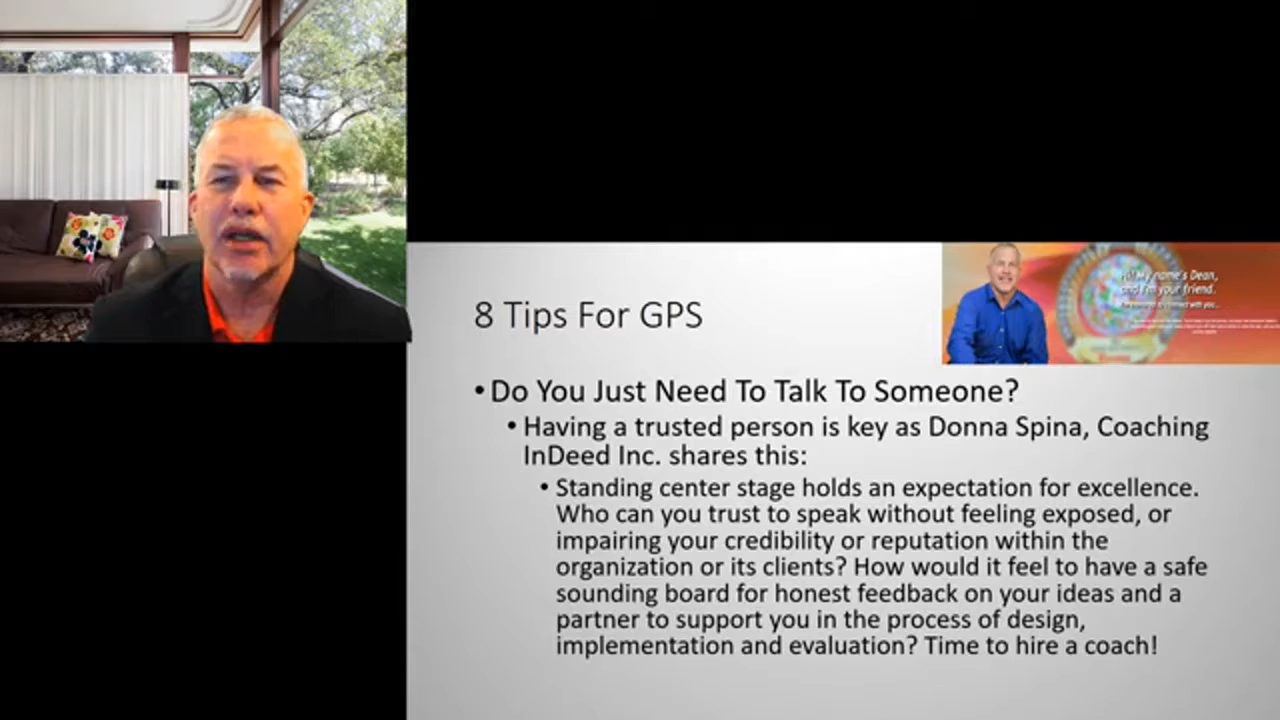 Hi! My name's Dean,
and I'm your friend.
8 Tips For GPS
•Do You Just Need To Talk To Someone?
•Having a trusted person is key as Donna Spina, Coaching
InDeed Inc. shares this:
•Standing center stage holds an expectation for excellence.
Who can you trust to speak without feeling exposed, or
impairing your credibility or reputation within the
organization or its clients? How would it feel to have a safe
sounding board for honest feedback on your ideas and a
partner to support you in the process of design,
implementation and evaluation? Time to hire a coach!